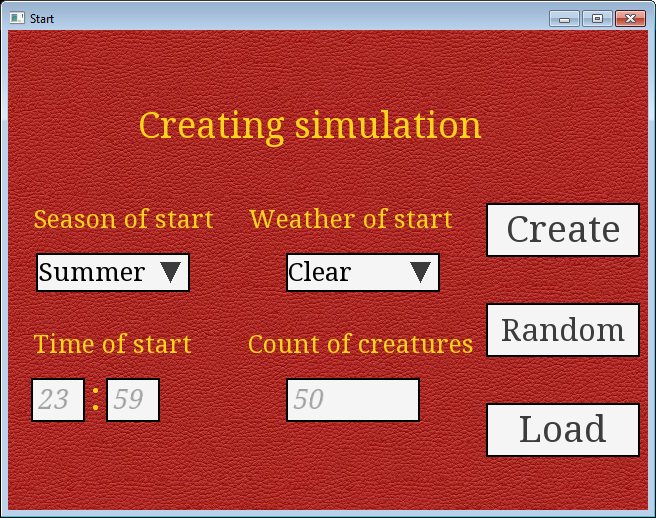 Start
Creating simulation
Season of start
Weather of start
Create
Summer
Clear
Random
Time of start
Count of creatures
23 : 59
50
Load